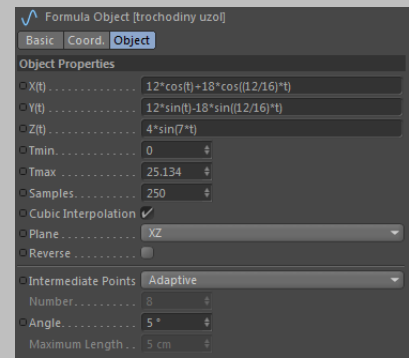 Formula Object [trochodiny uzol]
Basic Coord. Object
Object Properties
X(t) . . . . . . . . . . . . . 12*cos(t)+18*cos((12/16)*t)
Y(t) . . . . . . . . . . . . . 12*sin(t)-18*sin((12/16)*t)
Z(t) . . . . . . . . . . . . . 4*sin(7*t)
Tmin. . . . . . . . . . . . 0
Tmax . . . . . . . . . . . 25.134
Samples. . . . . . . . . 250
Cubic Interpolation
Plane . . . . . . . . . . . XZ
Reverse . . . . . . . . .
Intermediate Points Adaptive
Number. . . . . . . . . . 8
Angle. . . . . . . . . . . . 5 °
Maximum Length . . 5 cm